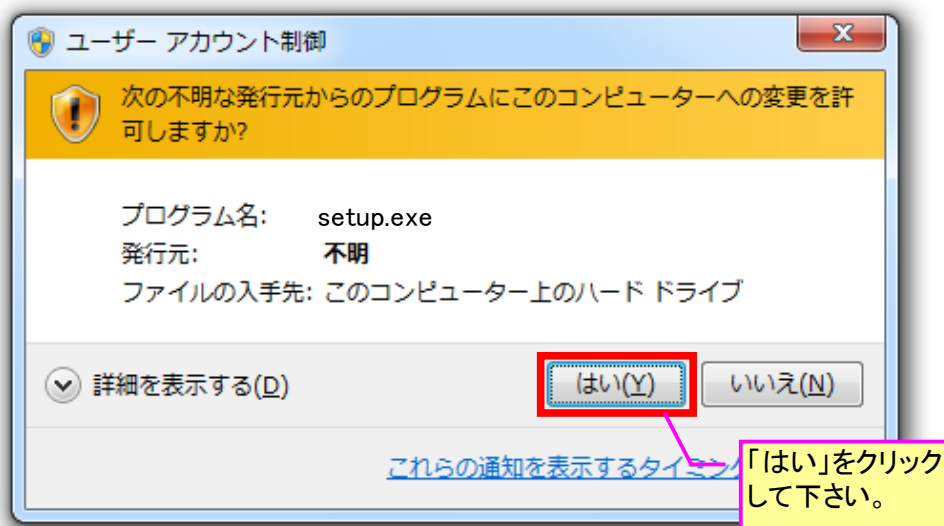 ユーザー アカウント制御
次の不明な発行元からのプログラムにこのコンピューターへの変更を許
可しますか?
プログラム名: setup.exe
発行元: 不明
ファイルの入手先: このコンピューター上のハード ドライブ
詳細を表示する(D)
はい(Y)
いいえ(N)
これらの通知を表示するタイミング
「はい」をクリック
して下さい。